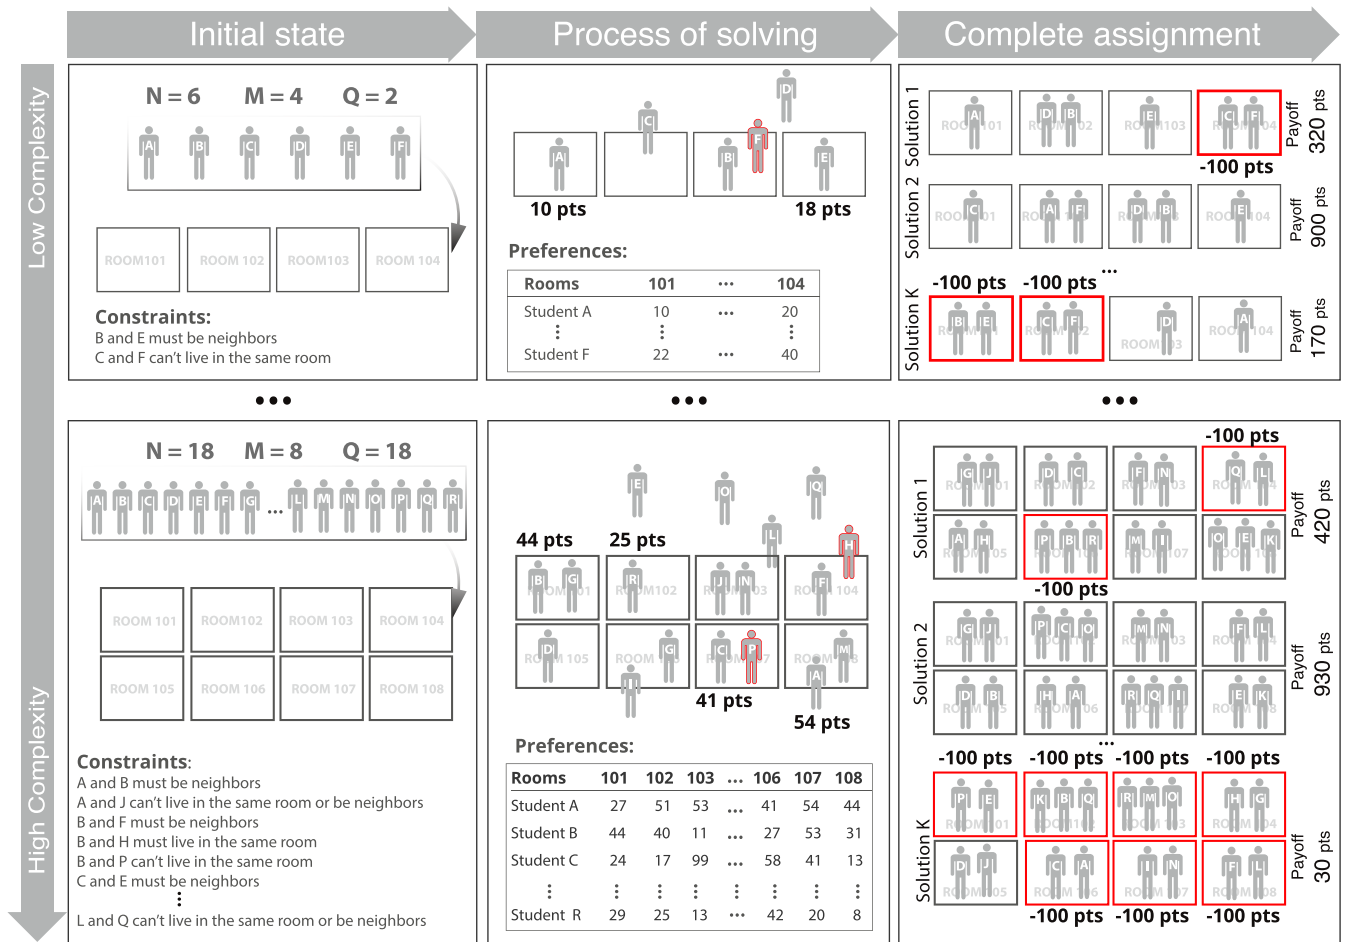 Initial state
Process of solving
Complete assignment
Low Complexity
High Complexity
N = 6 M = 4 Q = 2
A B C D E F
ROOM101 ROOM 102 ROOM103 ROOM 104
Constraints:
B and E must be neighbors
C and F can't live in the same room
D
C
F
A B E
10 pts 18 pts
Preferences:
Rooms 101 ... 104
Student A 10 ... 20
Student F 22 ... 40
Solution 1
A D B E C F
-100 pts
Payoff
320 pts
Solution 2
C A F D B E
Payoff
900 pts
...
Solution K
-100 pts -100 pts
B E C F D A
Payoff
170 pts
... ... ...
N = 18 M = 8 Q = 18
A B C D E F G ... L M N O P Q R
ROOM 101 ROOM102 ROOM 103 ROOM 104
ROOM 105 ROOM 106 ROOM 107 ROOM 108
Constraints:
A and B must be neighbors
A and J can't live in the same room or be neighbors
B and F must be neighbors
B and H must live in the same room
B and P can't live in the same room
C and E must be neighbors
L and Q can't live in the same room or be neighbors
E O Q
L H
44 pts 25 pts
B G R J N F
D G C P M
A
41 pts
54 pts
Preferences:
Rooms 101 102 103 ... 106 107 108
Student A 27 51 53 ... 41 54 44
Student B 44 40 11 ... 27 53 31
Student C 24 17 99 ... 58 41 13
Student R 29 25 13 ... 42 20 8
Solution 1
-100 pts
G J D C F N Q L
A H P B R M I O E K
-100 pts
Payoff
420 pts
Solution 2
G J P C O M N F L
D B H A R Q I E K
Payoff
930 pts
...
Solution K
-100 pts -100 pts -100 pts -100 pts
P E K B Q R M O H G
D J C A I N F L
-100 pts -100 pts -100 pts
Payoff
30 pts